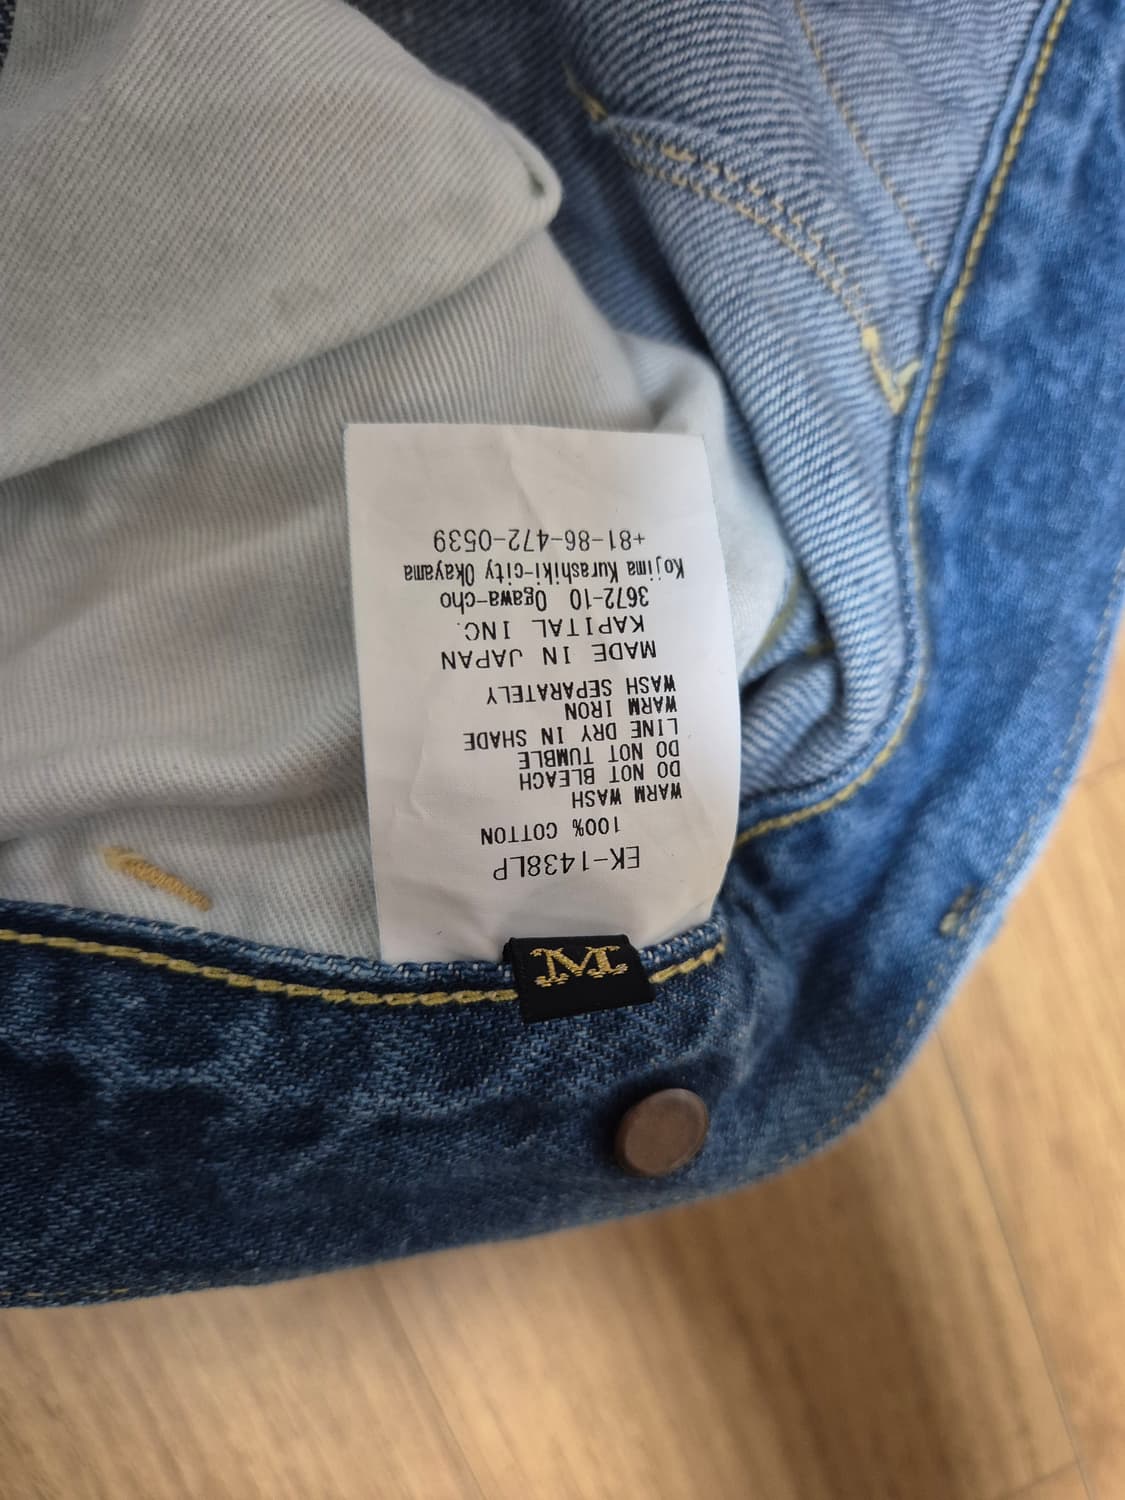 EK-1438LP
100% COTTON
WARM WASH
DO NOT BLEACH
DO NOT TUMBLE
LINE DRY IN SHADE
WARM IRON
WASH SEPARATELY
MADE IN JAPAN
KAPITAL INC.
3672-10 Ogawa-cho
Kojima Kurashiki-city Okayama
+81-86-472-0539
M